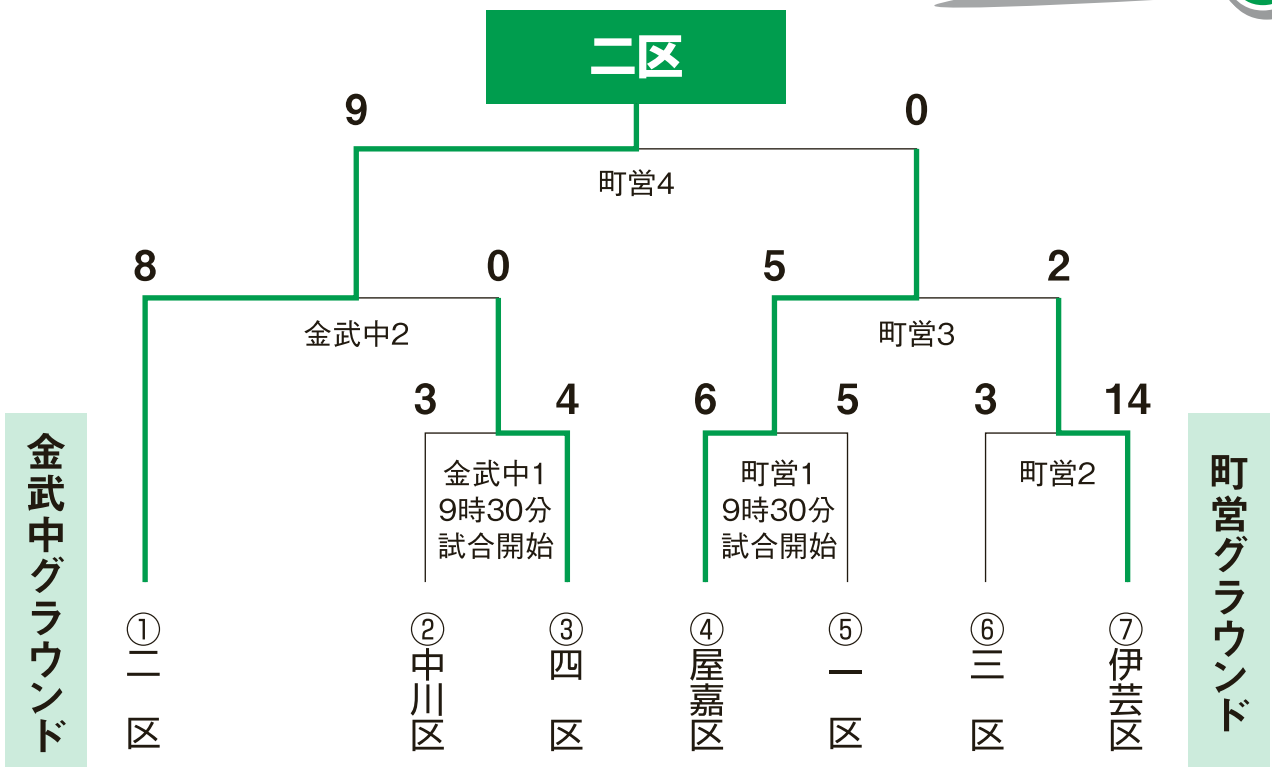 二区
9
0
町営4
8
0
5
2
金武中2
町営3
3
4
6
5
3
14
金武中1
9時30分
試合開始
町営1
9時30分
試合開始
町営2
金武中グラウンド
町営グラウンド
①二区
②中川区
③四区
④屋嘉区
⑤一区
⑥三区
⑦伊芸区